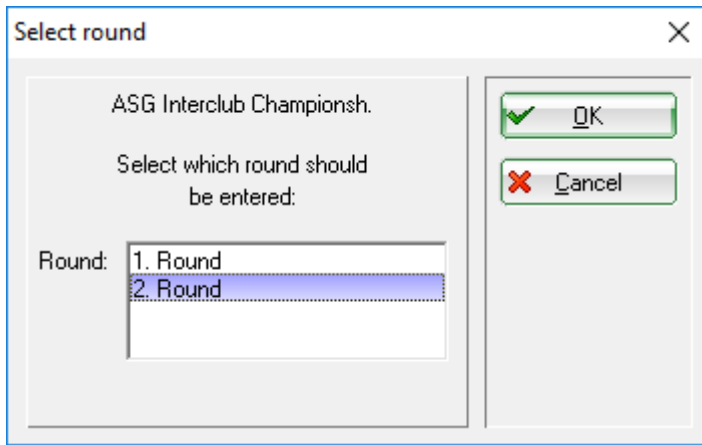 Select round
ASG Interclub Championsh.
Select which round should
be entered:
Round:
1. Round
2. Round
OK
Cancel